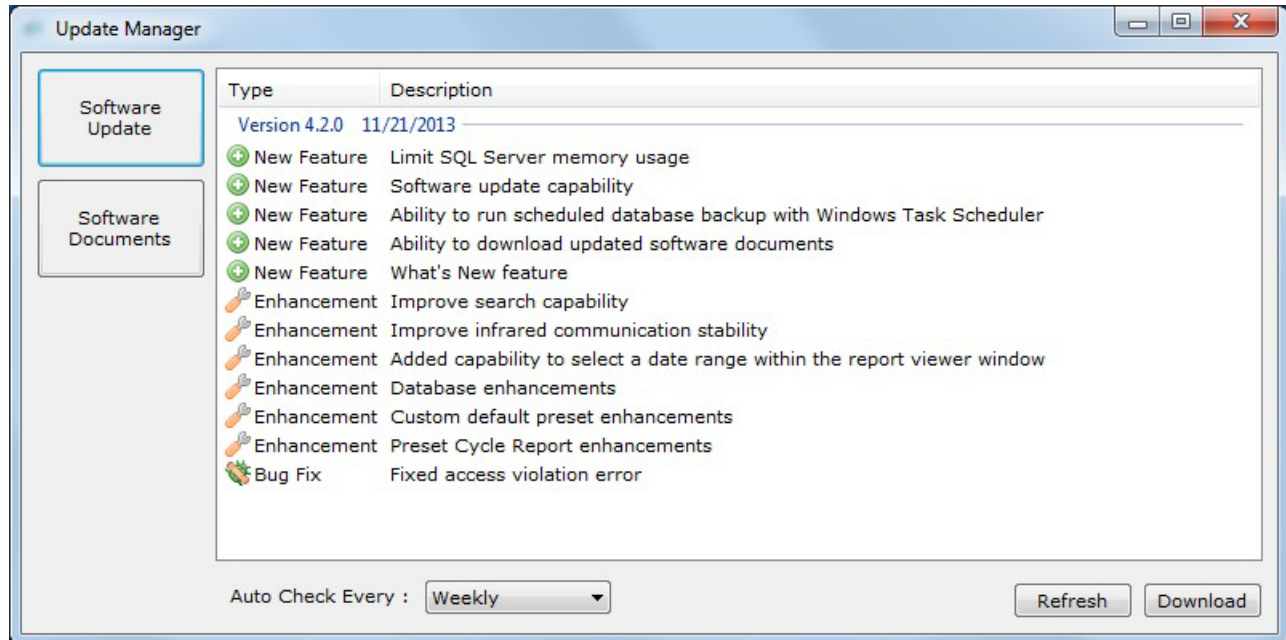 Update Manager
Software
Update
Software
Documents
Type Description
Version 4.2.0 11/21/2013
New Feature Limit SQL Server memory usage
New Feature Software update capability
New Feature Ability to run scheduled database backup with Windows Task Scheduler
New Feature Ability to download updated software documents
New Feature What's New feature
Enhancement Improve search capability
Enhancement Improve infrared communication stability
Enhancement Added capability to select a date range within the report viewer window
Enhancement Database enhancements
Enhancement Custom default preset enhancements
Enhancement Preset Cycle Report enhancements
Bug Fix Fixed access violation error
Auto Check Every : Weekly Refresh Download